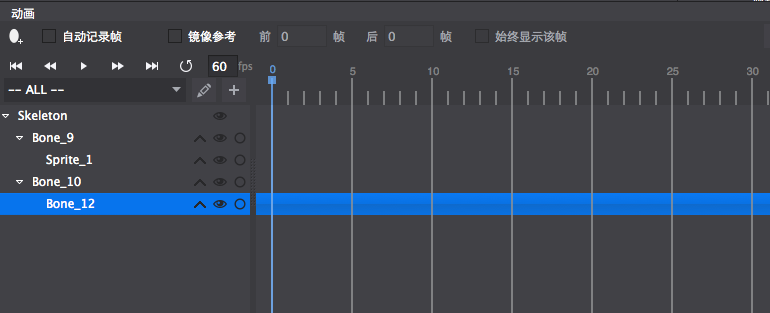 动画
自动记录帧 镜像参考 前 0 帧 后 0 帧 始终显示该帧
60 fps
0 5 10 15 20 25 30
-- ALL --
Skeleton
Bone_9
Sprite_1
Bone_10
Bone_12